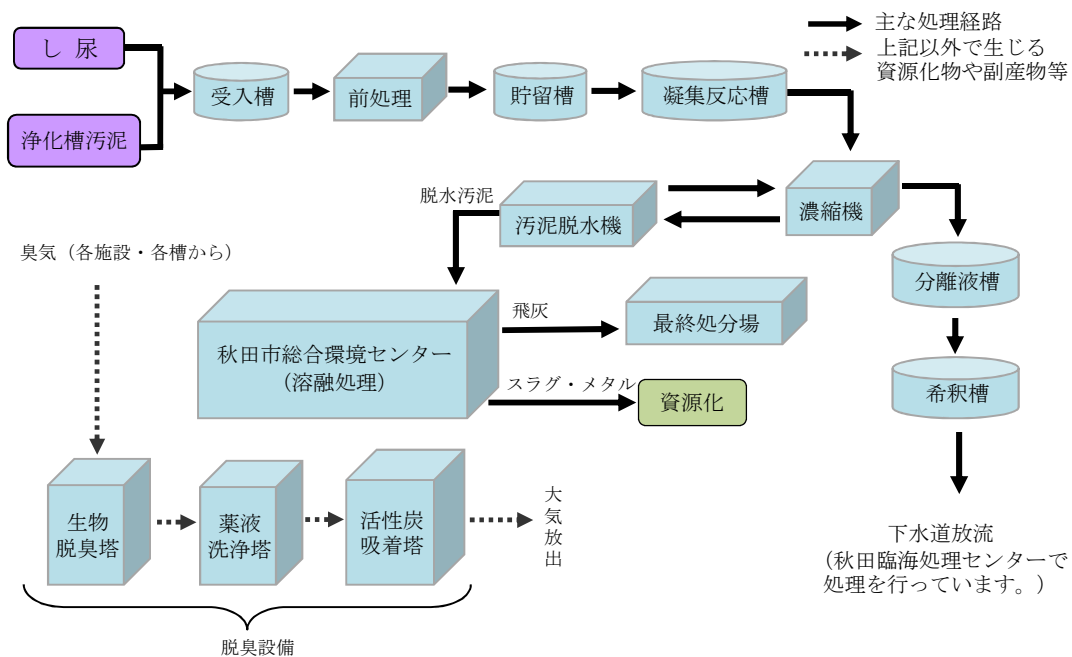 主な処理経路
上記以外で生じる
資源化物や副産物等
し 尿
浄化槽汚泥
受入槽
前処理
貯留槽
凝集反応槽
濃縮機
汚泥脱水機
脱水汚泥
分離液槽
希釈槽
下水道放流
（秋田臨海処理センターで
処理を行っています。）
秋田市総合環境センター
（溶融処理）
飛灰
最終処分場
スラグ・メタル
資源化
臭気（各施設・各槽から）
生物
脱臭塔
薬液
洗浄塔
活性炭
吸着塔
大気放出
脱臭設備